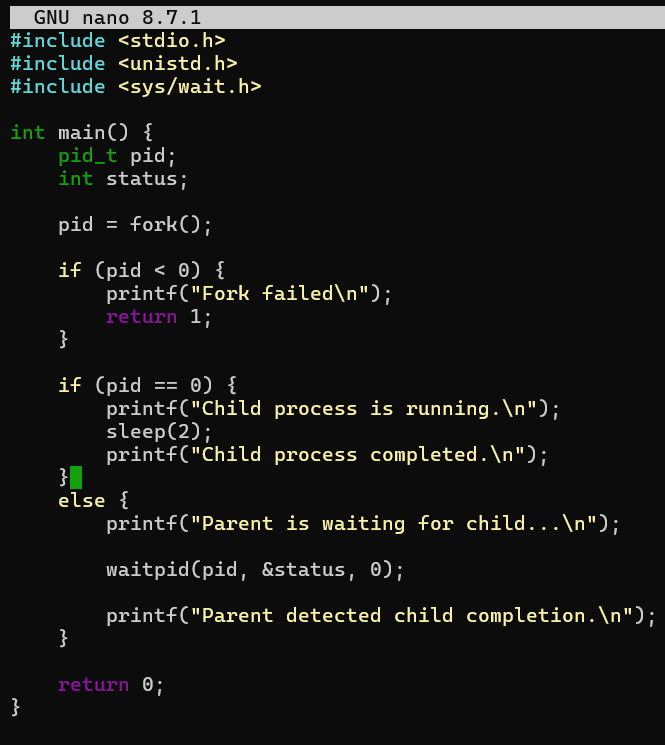 GNU nano 8.7.1
#include <stdio.h>
#include <unistd.h>
#include <sys/wait.h>

int main() {
    pid_t pid;
    int status;

    pid = fork();

    if (pid < 0) {
        printf("Fork failed\n");
        return 1;
    }

    if (pid == 0) {
        printf("Child process is running.\n");
        sleep(2);
        printf("Child process completed.\n");
    }
    else {
        printf("Parent is waiting for child...\n");

        waitpid(pid, &status, 0);

        printf("Parent detected child completion.\n");
    }

    return 0;
}